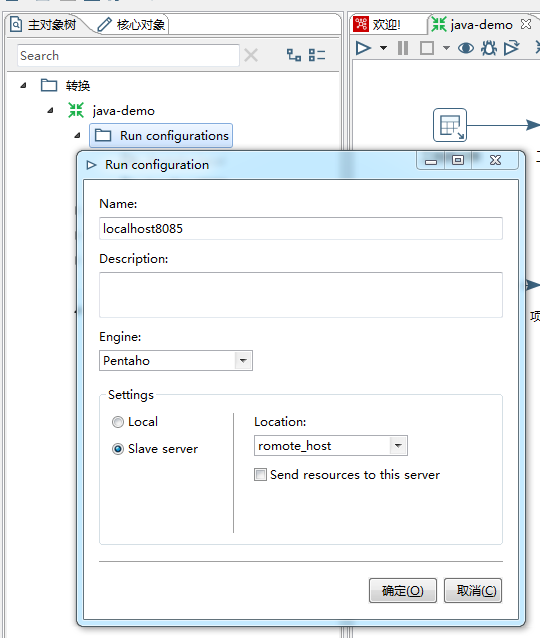 主对象树
核心对象
欢迎!
java-demo
Search
转换
java-demo
Run configurations
Run configuration
Name:
localhost8085
Description:
Engine:
Pentaho
Settings
Local
Slave server
Location:
romote_host
Send resources to this server
项
确定(O)
取消(C)